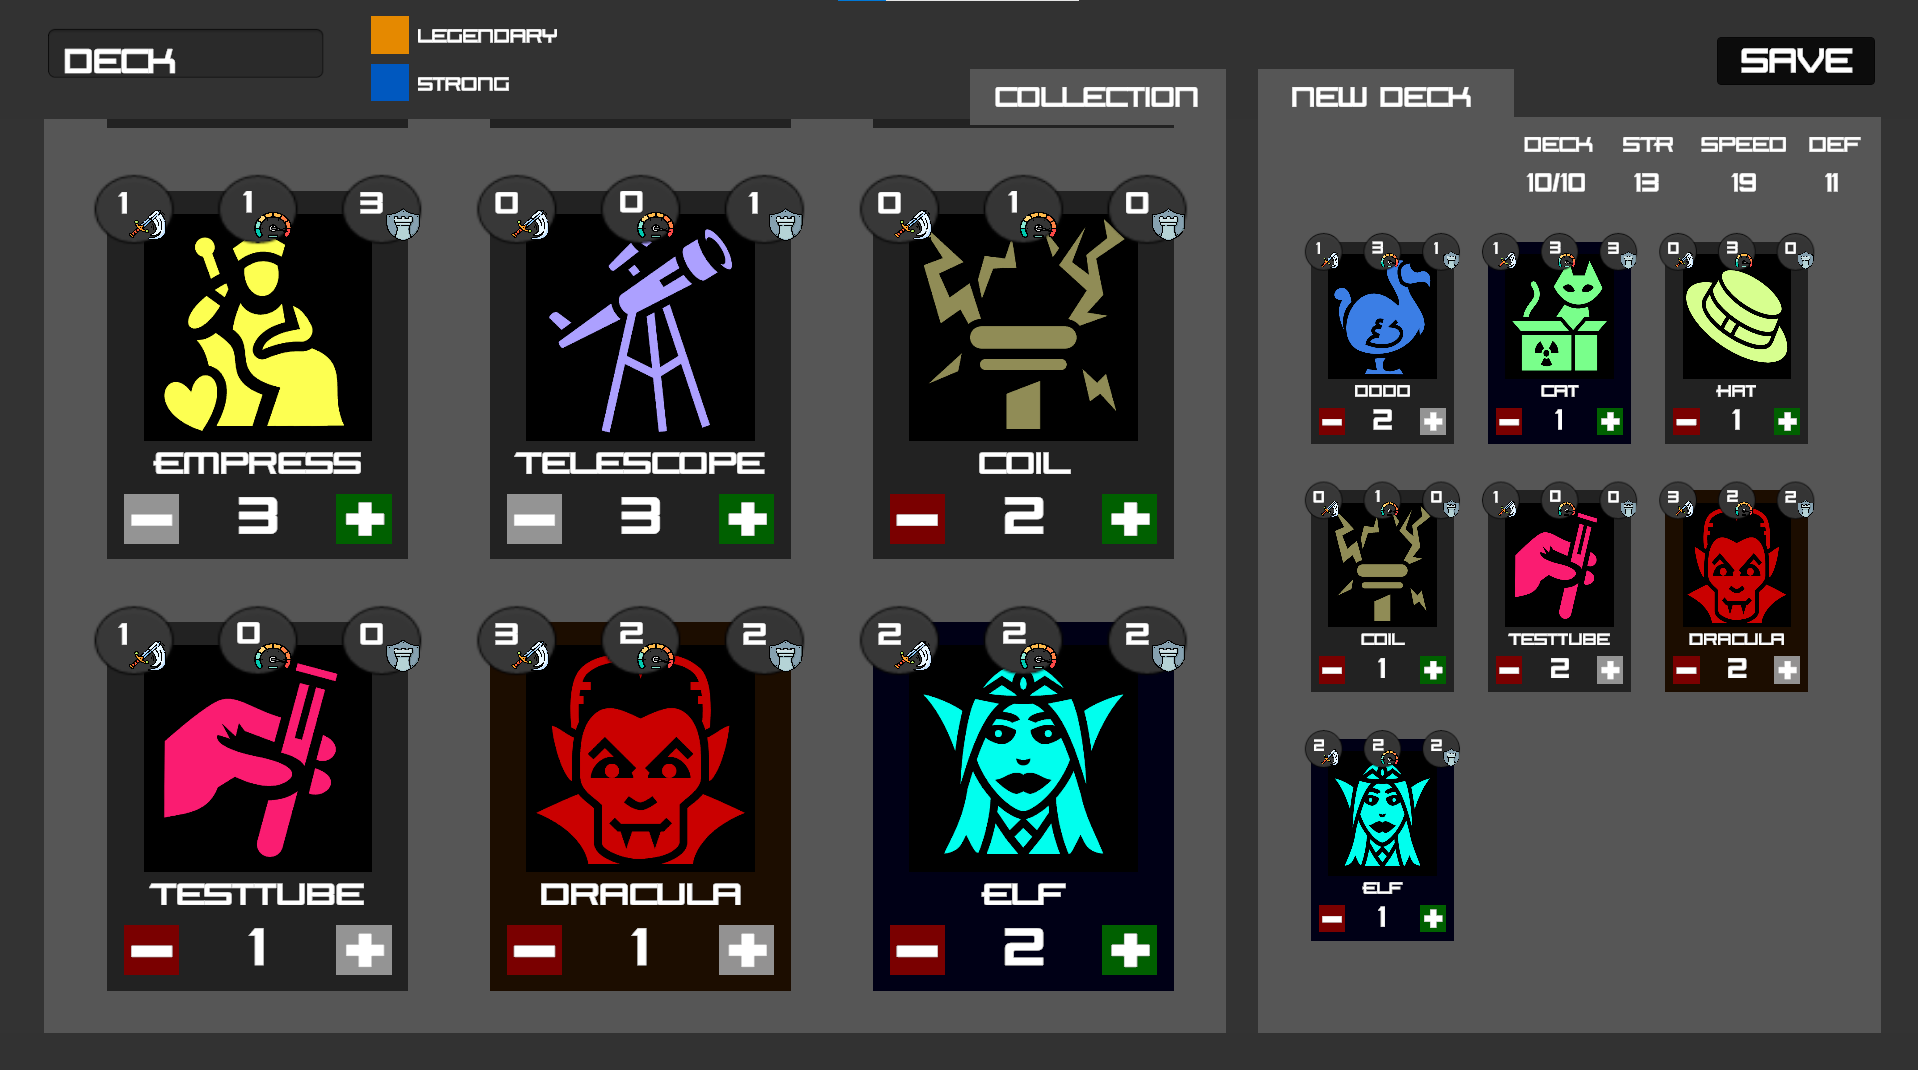 DECK
LEGENDARY
STRONG
SAVE
COLLECTION
NEW DECK
DECK STR SPEED DEF
10/10 13 19 11
1 1 3
EMPRESS
3
0 0 1
TELESCOPE
3
0 1 0
COIL
2
1 0 0
TESTTUBE
1
3 2 2
DRACULA
1
2 2 2
ELF
2
1 3 1
DODO
2
1 3 3
CAT
1
0 3 0
HAT
1
0 1 0
COIL
1
1 0 0
TESTTUBE
2
3 2 2
DRACULA
2
2 2 2
ELF
1